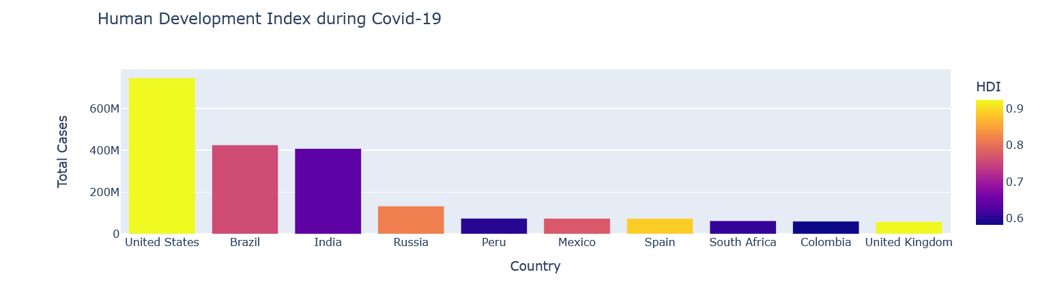 Human Development Index during Covid-19
HDI
600M
400M
200M
0
Total Cases
0.9
0.8
0.7
0.6
United States Brazil India Russia Peru Mexico Spain South Africa Colombia United Kingdom
Country